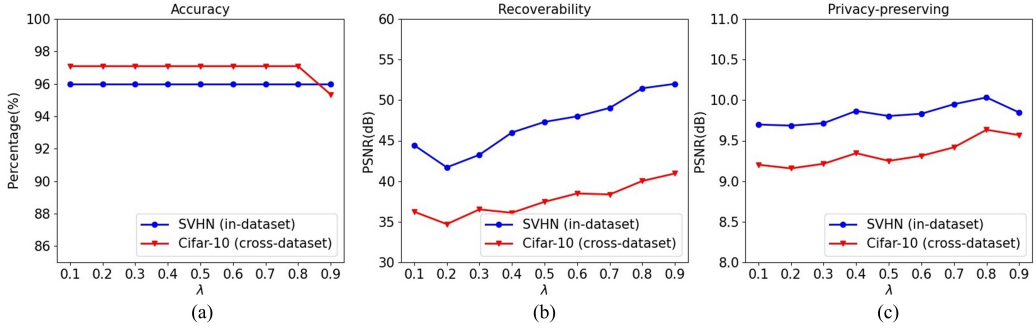 Accuracy
100
98
96
94
92
90
88
86
Percentage(%)
SVHN (in-dataset)
Cifar-10 (cross-dataset)
0.1 0.2 0.3 0.4 0.5 0.6 0.7 0.8 0.9
λ
(a)
Recoverability
60
55
50
45
40
35
30
PSNR(dB)
SVHN (in-dataset)
Cifar-10 (cross-dataset)
0.1 0.2 0.3 0.4 0.5 0.6 0.7 0.8 0.9
λ
(b)
Privacy-preserving
11.0
10.5
10.0
9.5
9.0
8.5
8.0
PSNR(dB)
SVHN (in-dataset)
Cifar-10 (cross-dataset)
0.1 0.2 0.3 0.4 0.5 0.6 0.7 0.8 0.9
λ
(c)